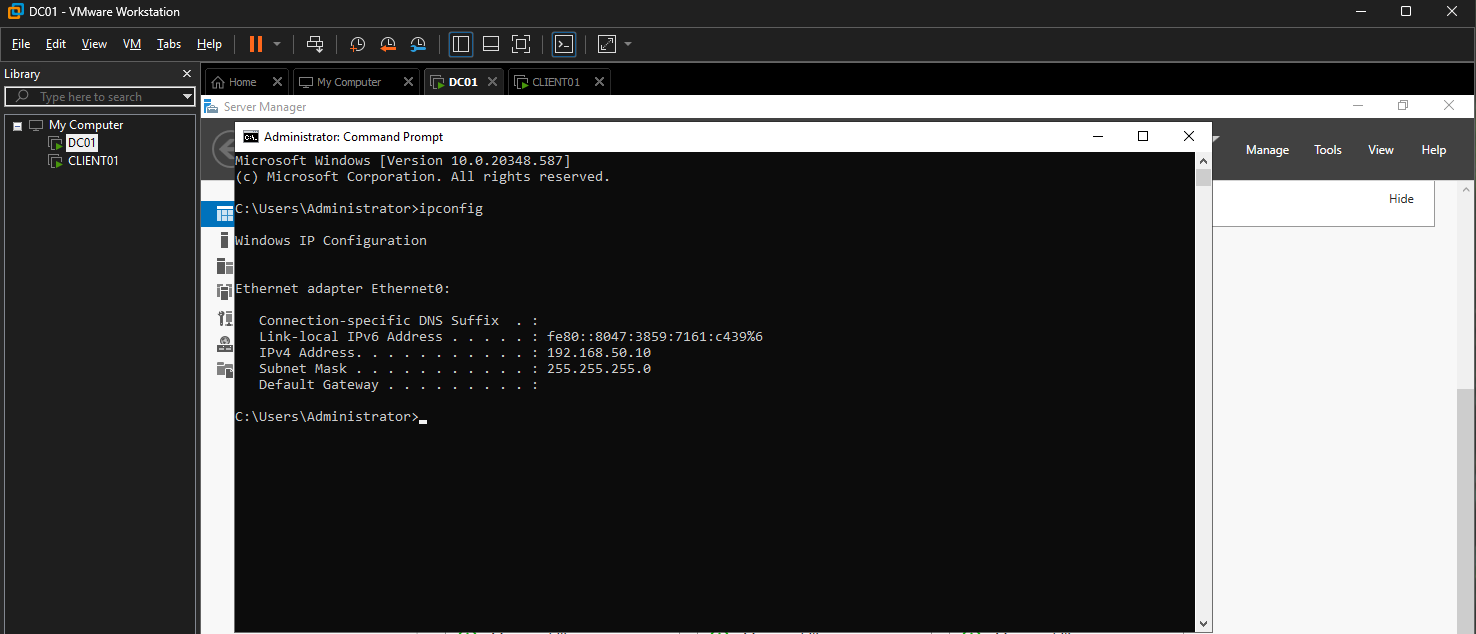 DC01 - VMware Workstation
File Edit View VM Tabs Help
Library
Type here to search
My Computer
DC01
CLIENT01
Home My Computer DC01 CLIENT01
Server Manager
Manage Tools View Help
Hide
Administrator: Command Prompt
Microsoft Windows [Version 10.0.20348.587]
(c) Microsoft Corporation. All rights reserved.
C:\Users\Administrator>ipconfig
Windows IP Configuration
Ethernet adapter Ethernet0:
Connection-specific DNS Suffix  . :
Link-local IPv6 Address . . . . . : fe80::8047:3859:7161:c439%6
IPv4 Address. . . . . . . . . . . : 192.168.50.10
Subnet Mask . . . . . . . . . . . : 255.255.255.0
Default Gateway . . . . . . . . . :
C:\Users\Administrator>